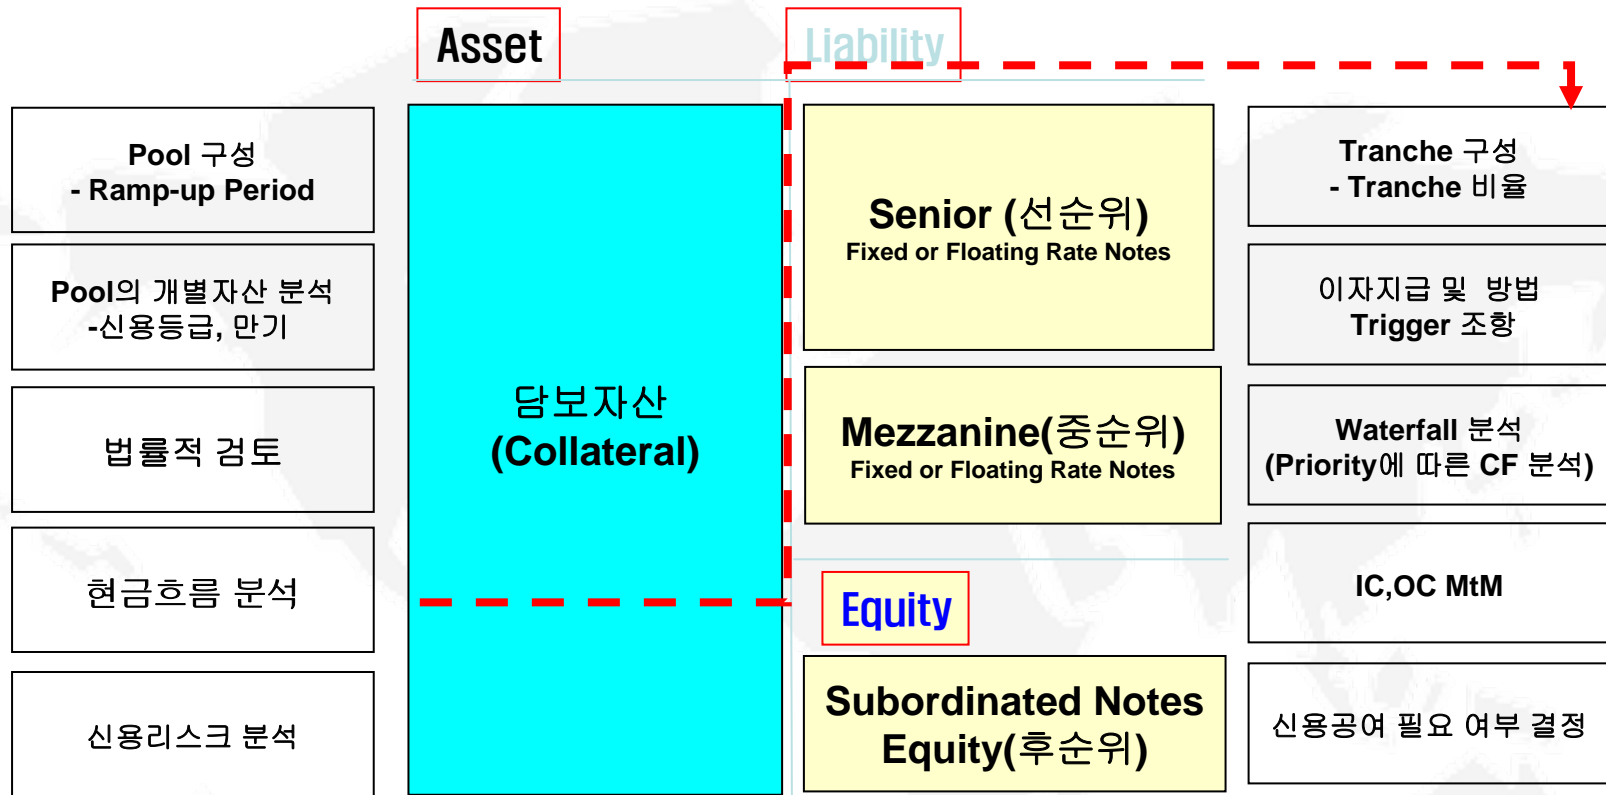 Asset
Liability
Pool 구성
- Ramp-up Period
Pool의 개별자산 분석
-신용등급, 만기
법률적 검토
현금흐름 분석
신용리스크 분석
담보자산
(Collateral)
Senior (선순위)
Fixed or Floating Rate Notes
Mezzanine(중순위)
Fixed or Floating Rate Notes
Equity
Subordinated Notes
Equity(후순위)
Tranche 구성
- Tranche 비율
이자지급 및 방법
Trigger 조항
Waterfall 분석
(Priority에 따른 CF 분석)
IC,OC MtM
신용공여 필요 여부 결정